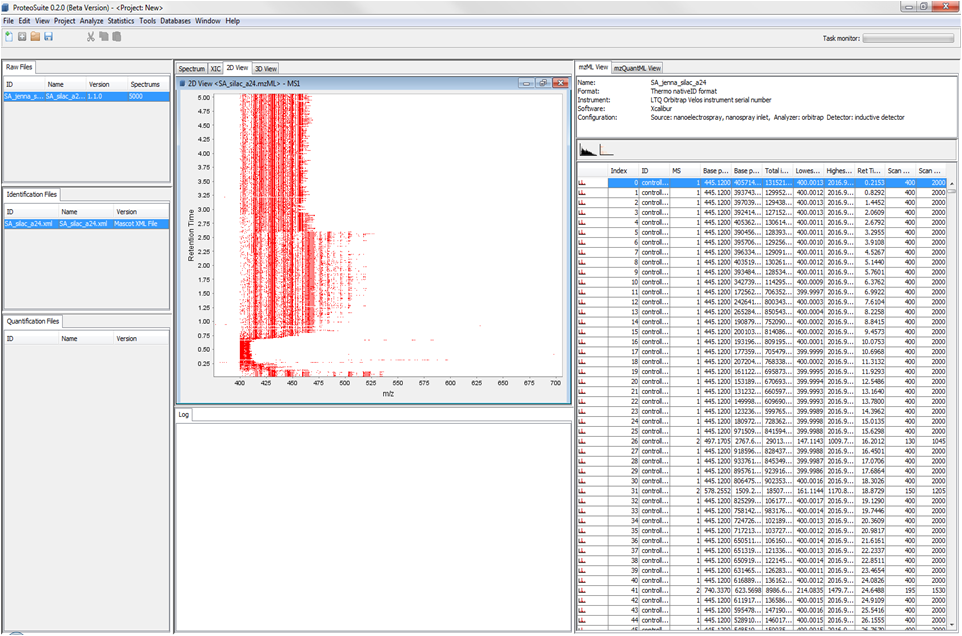 ProteoSuite 0.2.0 (Beta Version) - <Project: New>
File Edit View Project Analyze Statistics Tools Databases Window Help
Task monitor:
Raw Files
ID Name Version Spectrums
SA_jenna_s... SA_silac_a2... 1.1.0 5000
Identification Files
ID Name Version
SA_silac_a24.xml SA_silac_a24.xml Mascot XML File
Quantification Files
ID Name Version
Spectrum XIC 2D View 3D View
2D View <SA_silac_a24.mzML> - MS1
Retention Time
5.00
4.75
4.50
4.25
4.00
3.75
3.50
3.25
3.00
2.75
2.50
2.25
2.00
1.75
1.50
1.25
1.00
0.75
0.50
0.25
400 425 450 475 500 525 550 575 600 625 650 675 700
m/z
Log
mzML View mzQuantML View
Name: SA_jenna_silac_a24
Format: Thermo nativeID format
Instrument: LTQ Orbitrap Velos instrument serial number
Software: Xcalibur
Configuration: Source: nanoelectrospray, nanospray inlet, Analyzer: orbitrap Detector: inductive detector
Index ID MS Base p... Base p... Total i... Lowes... Highes... Ret Ti... Scan ... Scan ...
0 controll... 1 445.1200 405714... 131521... 400.0013 2016.9... 0.2153 400 2000
1 controll... 1 445.1200 393743... 129952... 400.0012 2016.9... 0.8292 400 2000
2 controll... 1 445.1200 397039... 129438... 400.0013 2016.9... 1.4452 400 2000
3 controll... 1 445.1200 392414... 127152... 400.0013 2016.9... 2.0609 400 2000
4 controll... 1 445.1200 405362... 130614... 400.0011 2016.9... 2.6792 400 2000
5 controll... 1 445.1200 390456... 128393... 400.0011 2016.9... 3.2955 400 2000
6 controll... 1 445.1200 395706... 129256... 400.0010 2016.9... 3.9108 400 2000
7 controll... 1 445.1200 396334... 129091... 400.0011 2016.9... 4.5267 400 2000
8 controll... 1 445.1200 403519... 130261... 400.0012 2016.9... 5.1440 400 2000
9 controll... 1 445.1200 393484... 128534... 400.0011 2016.9... 5.7601 400 2000
10 controll... 1 445.1200 342739... 114295... 400.0009 2016.9... 6.3762 400 2000
11 controll... 1 445.1200 172562... 706352... 399.9997 2016.9... 6.9922 400 2000
12 controll... 1 445.1200 242641... 800343... 400.0003 2016.9... 7.6104 400 2000
13 controll... 1 445.1200 265284... 850543... 400.0004 2016.9... 8.2258 400 2000
14 controll... 1 445.1200 190879... 752090... 400.0002 2016.9... 8.8415 400 2000
15 controll... 1 445.1200 200103... 814086... 400.0002 2016.9... 9.4573 400 2000
16 controll... 1 445.1200 193196... 809195... 400.0001 2016.9... 10.0753 400 2000
17 controll... 1 445.1200 177359... 705479... 399.9999 2016.9... 10.6968 400 2000
18 controll... 1 445.1200 207204... 768338... 400.0002 2016.9... 11.3132 400 2000
19 controll... 1 445.1200 161122... 695873... 399.9995 2016.9... 11.9293 400 2000
20 controll... 1 445.1200 153189... 670693... 399.9994 2016.9... 12.5486 400 2000
21 controll... 1 445.1200 131232... 660597... 399.9993 2016.9... 13.1640 400 2000
22 controll... 1 445.1200 149998... 609690... 399.9993 2016.9... 13.7800 400 2000
23 controll... 1 445.1200 123236... 599765... 399.9989 2016.9... 14.3962 400 2000
24 controll... 1 445.1200 180972... 728362... 399.9998 2016.9... 15.0135 400 2000
25 controll... 1 445.1200 971509... 841594... 399.9988 2016.9... 15.6298 400 2000
26 controll... 2 497.1705 2767.6... 29013.... 147.1143 1009.7... 16.2012 130 1045
27 controll... 1 445.1200 918596... 828437... 399.9988 2016.9... 16.4501 400 2000
28 controll... 1 445.1200 933761... 845349... 399.9987 2016.9... 17.0706 400 2000
29 controll... 1 445.1200 895761... 923916... 399.9986 2016.9... 17.6864 400 2000
30 controll... 1 445.1200 806475... 902353... 400.0016 2016.9... 18.3026 400 2000
31 controll... 2 578.2552 1509.2... 18507.... 161.1144 1170.8... 18.8729 150 1205
32 controll... 1 445.1200 825299... 106177... 400.0017 2016.9... 19.1290 400 2000
33 controll... 1 445.1200 758142... 983176... 400.0014 2016.9... 19.7446 400 2000
34 controll... 1 445.1200 724726... 102189... 400.0013 2016.9... 20.3609 400 2000
35 controll... 1 445.1200 717213... 103727... 400.0012 2016.9... 20.9817 400 2000
36 controll... 1 445.1200 650511... 106160... 400.0014 2016.9... 21.6161 400 2000
37 controll... 1 445.1200 651319... 121336... 400.0013 2016.9... 22.2337 400 2000
38 controll... 1 445.1200 650919... 122145... 400.0014 2016.9... 22.8511 400 2000
39 controll... 1 445.1200 631465... 126283... 400.0011 2016.9... 23.4654 400 2000
40 controll... 1 445.1200 616889... 136162... 400.0012 2016.9... 24.0826 400 2000
41 controll... 2 740.3370 623.5698 8986.6... 214.0835 1479.7... 24.6488 195 1530
42 controll... 1 445.1200 611917... 136586... 400.0015 2016.9... 24.9109 400 2000
43 controll... 1 445.1200 595478... 147190... 400.0016 2016.9... 25.5416 400 2000
44 controll... 1 445.1200 528910... 146017... 400.0015 2016.9... 26.1555 400 2000